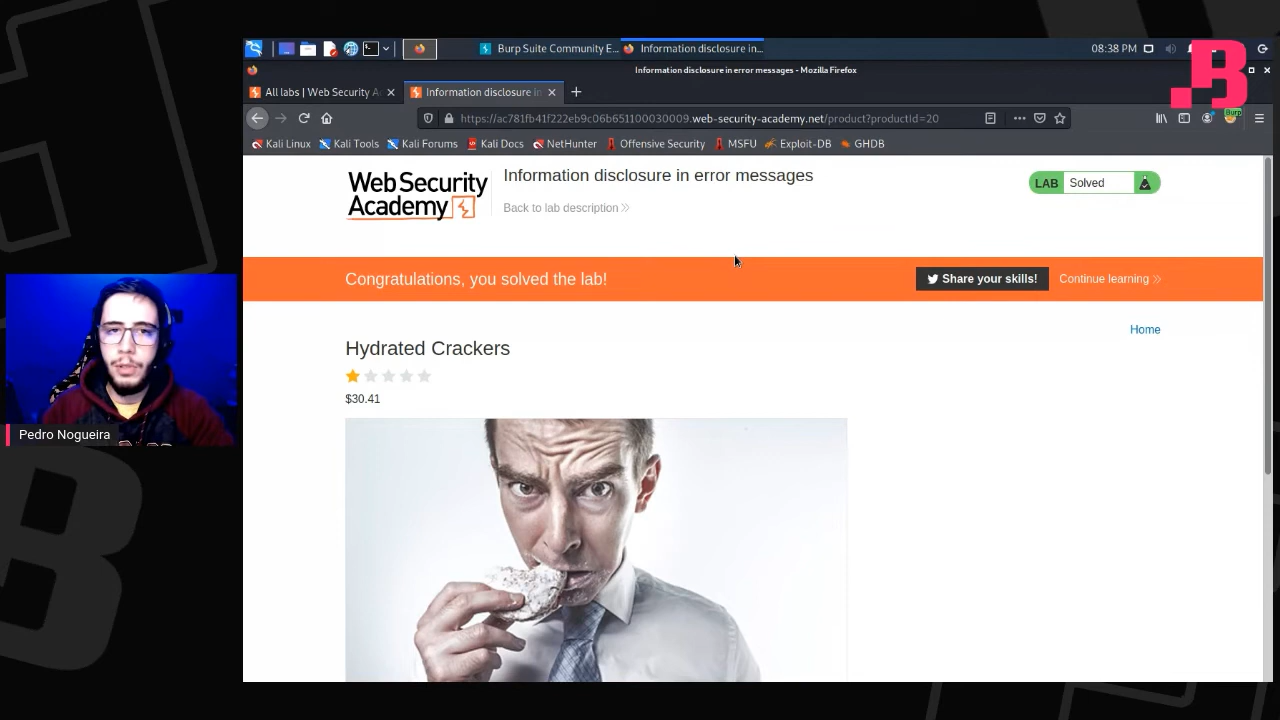 Burp Suite Community E...
Information disclosure in...
08:38 PM
Information disclosure in error messages - Mozilla Firefox
All labs | Web Security A
Information disclosure in
https://ac781fb41f222eb9c06b651100030009.web-security-academy.net/product?productId=20
Burp
Kali Linux
Kali Tools
Kali Forums
Kali Docs
NetHunter
Offensive Security
MSFU
Exploit-DB
GHDB
Web Security
Academy
Information disclosure in error messages
Back to lab description
LAB
Solved
Congratulations, you solved the lab!
Share your skills!
Continue learning
Home
Hydrated Crackers
$30.41
Pedro Nogueira
B